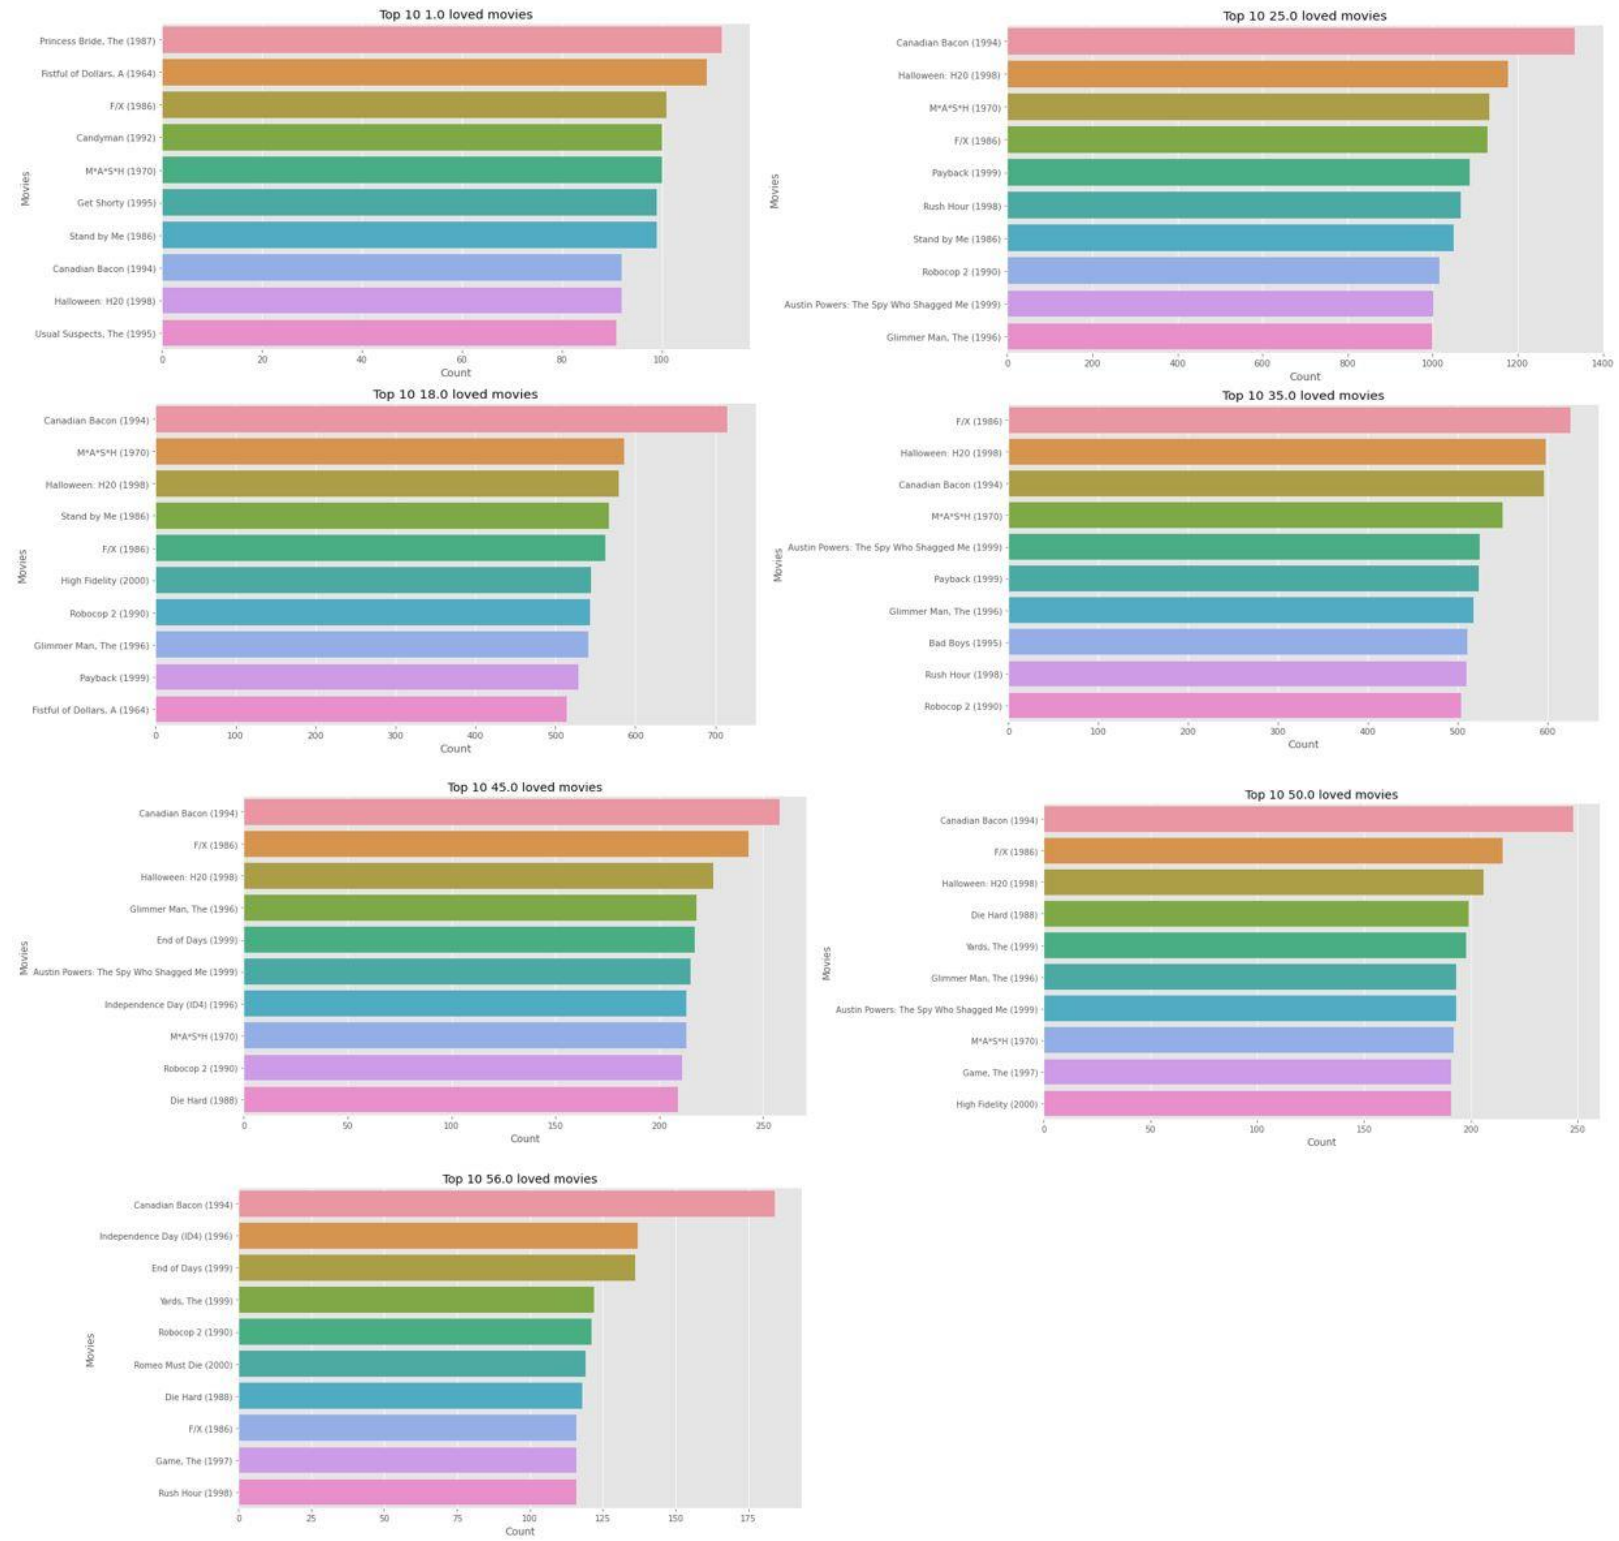 Top 10 1.0 loved movies
Princess Bride, The (1987)
Fistful of Dollars, A (1964)
F/X (1986)
Candyman (1992)
M*A*S*H (1970)
Get Shorty (1995)
Stand by Me (1986)
Canadian Bacon (1994)
Halloween: H20 (1998)
Usual Suspects, The (1995)
Movies
0 20 40 60 80 100
Count
Top 10 25.0 loved movies
Canadian Bacon (1994)
Halloween: H20 (1998)
M*A*S*H (1970)
F/X (1986)
Payback (1999)
Rush Hour (1998)
Stand by Me (1986)
Robocop 2 (1990)
Austin Powers: The Spy Who Shagged Me (1999)
Glimmer Man, The (1996)
Movies
0 200 400 600 800 1000 1200 1400
Count
Top 10 18.0 loved movies
Canadian Bacon (1994)
M*A*S*H (1970)
Halloween: H20 (1998)
Stand by Me (1986)
F/X (1986)
High Fidelity (2000)
Robocop 2 (1990)
Glimmer Man, The (1996)
Payback (1999)
Fistful of Dollars, A (1964)
Movies
0 100 200 300 400 500 600 700
Count
Top 10 35.0 loved movies
F/X (1986)
Halloween: H20 (1998)
Canadian Bacon (1994)
M*A*S*H (1970)
Austin Powers: The Spy Who Shagged Me (1999)
Payback (1999)
Glimmer Man, The (1996)
Bad Boys (1995)
Rush Hour (1998)
Robocop 2 (1990)
Movies
0 100 200 300 400 500 600
Count
Top 10 45.0 loved movies
Canadian Bacon (1994)
F/X (1986)
Halloween: H20 (1998)
Glimmer Man, The (1996)
End of Days (1999)
Austin Powers: The Spy Who Shagged Me (1999)
Independence Day (ID4) (1996)
M*A*S*H (1970)
Robocop 2 (1990)
Die Hard (1988)
Movies
0 50 100 150 200 250
Count
Top 10 50.0 loved movies
Canadian Bacon (1994)
F/X (1986)
Halloween: H20 (1998)
Die Hard (1988)
Yards, The (1999)
Glimmer Man, The (1996)
Austin Powers: The Spy Who Shagged Me (1999)
M*A*S*H (1970)
Game, The (1997)
High Fidelity (2000)
Movies
0 50 100 150 200 250
Count
Top 10 56.0 loved movies
Canadian Bacon (1994)
Independence Day (ID4) (1996)
End of Days (1999)
Yards, The (1999)
Robocop 2 (1990)
Romeo Must Die (2000)
Die Hard (1988)
F/X (1986)
Game, The (1997)
Rush Hour (1998)
Movies
0 25 50 75 100 125 150 175
Count